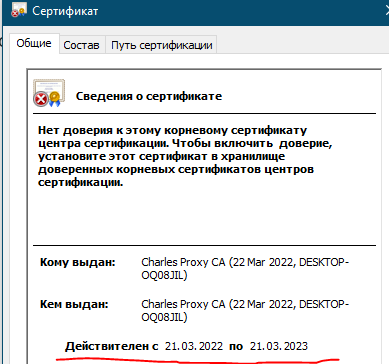 Сертификат
Общие Состав Путь сертификации
Сведения о сертификате
Нет доверия к этому корневому сертификату
центра сертификации. Чтобы включить доверие,
установите этот сертификат в хранилище
доверенных корневых сертификатов центров
сертификации.
Кому выдан: Charles Proxy CA (22 Mar 2022, DESKTOP-
OQ08JIL)
Кем выдан: Charles Proxy CA (22 Mar 2022, DESKTOP-
OQ08JIL)
Действителен с 21.03.2022 по 21.03.2023